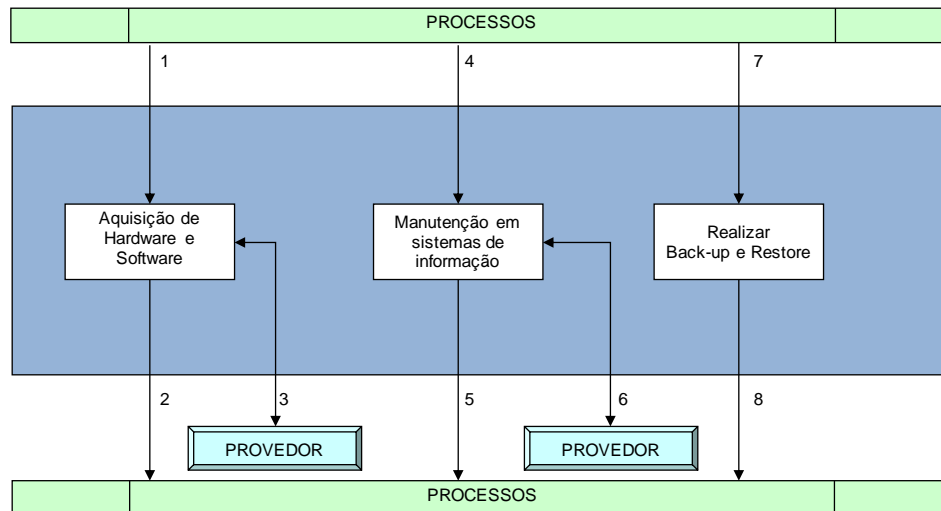 PROCESSOS
1
4
7
Aquisição de
Hardware e
Software
Manutenção em
sistemas de
informação
Realizar
Back-up e Restore
2
3
5
6
8
PROVEDOR
PROVEDOR
PROCESSOS